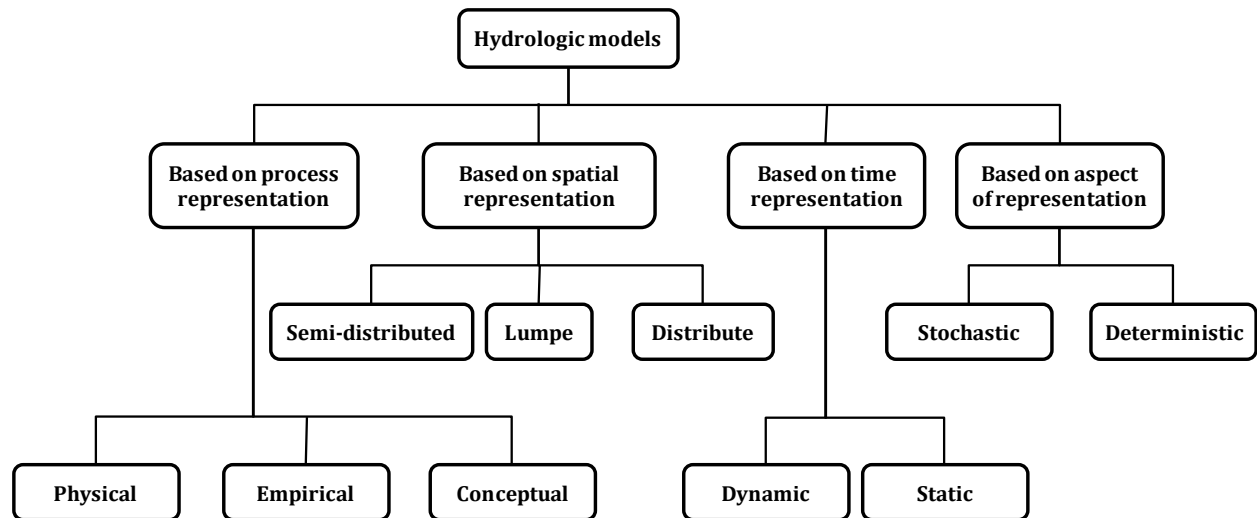 Hydrologic models
Based on process
representation
Based on spatial
representation
Based on time
representation
Based on aspect
of representation
Semi-distributed
Lumpe
Distribute
Stochastic
Deterministic
Physical
Empirical
Conceptual
Dynamic
Static